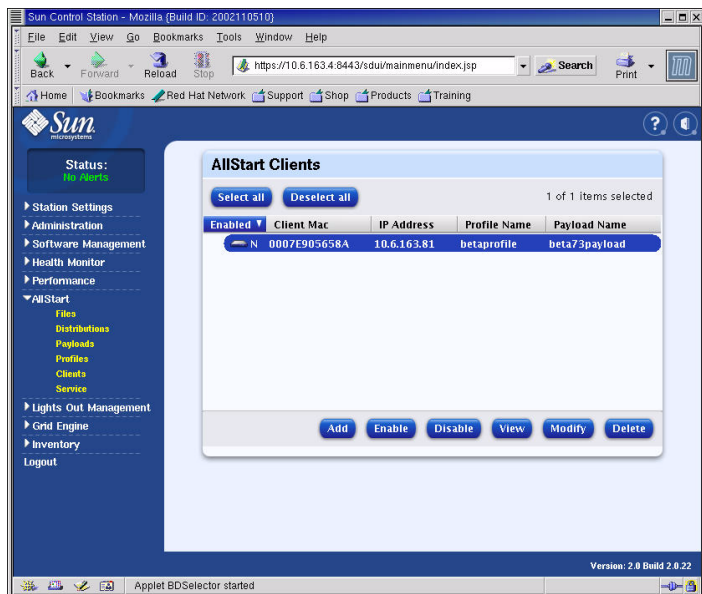 Sun Control Station - Mozilla {Build ID: 2002110510}
File Edit View Go Bookmarks Tools Window Help
Back Forward Reload Stop https://10.6.163.4:8443/sdui/mainmenu/index.jsp Search Print
Home Bookmarks Red Hat Network Support Shop Products Training
Sun
microsystems
Status:
No Alerts
Station Settings
Administration
Software Management
Health Monitor
Performance
AllStart
Files
Distributions
Payloads
Profiles
Clients
Service
Lights Out Management
Grid Engine
Inventory
Logout
AllStart Clients
Select all Deselect all 1 of 1 items selected
Enabled Client Mac IP Address Profile Name Payload Name
N 0007E905658A 10.6.163.81 betaprofile beta73payload
Add Enable Disable View Modify Delete
Version: 2.0 Build 2.0.22
Applet BDSelector started